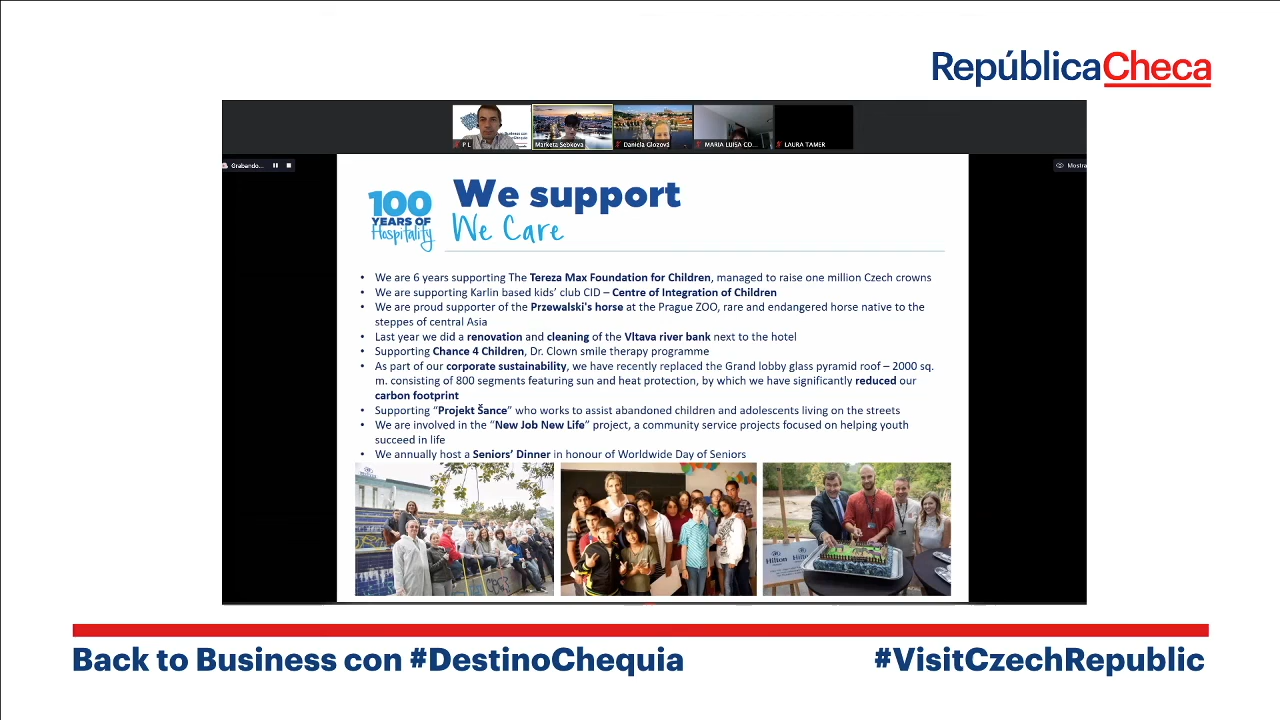 RepúblicaCheca
P L
Marketa Sebkova
Daniela Glozová
MARIA LUISA CO...
LAURA TAMER
Grabando...
Mostra
100
YEARS OF
Hospitality
We support
We Care
• We are 6 years supporting The Tereza Max Foundation for Children, managed to raise one million Czech crowns
• We are supporting Karlin based kids' club CID – Centre of Integration of Children
• We are proud supporter of the Przewalski's horse at the Prague ZOO, rare and endangered horse native to the
steppes of central Asia
• Last year we did a renovation and cleaning of the Vltava river bank next to the hotel
• Supporting Chance 4 Children, Dr. Clown smile therapy programme
• As part of our corporate sustainability, we have recently replaced the Grand lobby glass pyramid roof – 2000 sq.
m. consisting of 800 segments featuring sun and heat protection, by which we have significantly reduced our
carbon footprint
• Supporting "Projekt Šance" who works to assist abandoned children and adolescents living on the streets
• We are involved in the "New Job New Life" project, a community service projects focused on helping youth
succeed in life
• We annually host a Seniors' Dinner in honour of Worldwide Day of Seniors
Hilton
Back to Business con #DestinoChequia
#VisitCzechRepublic